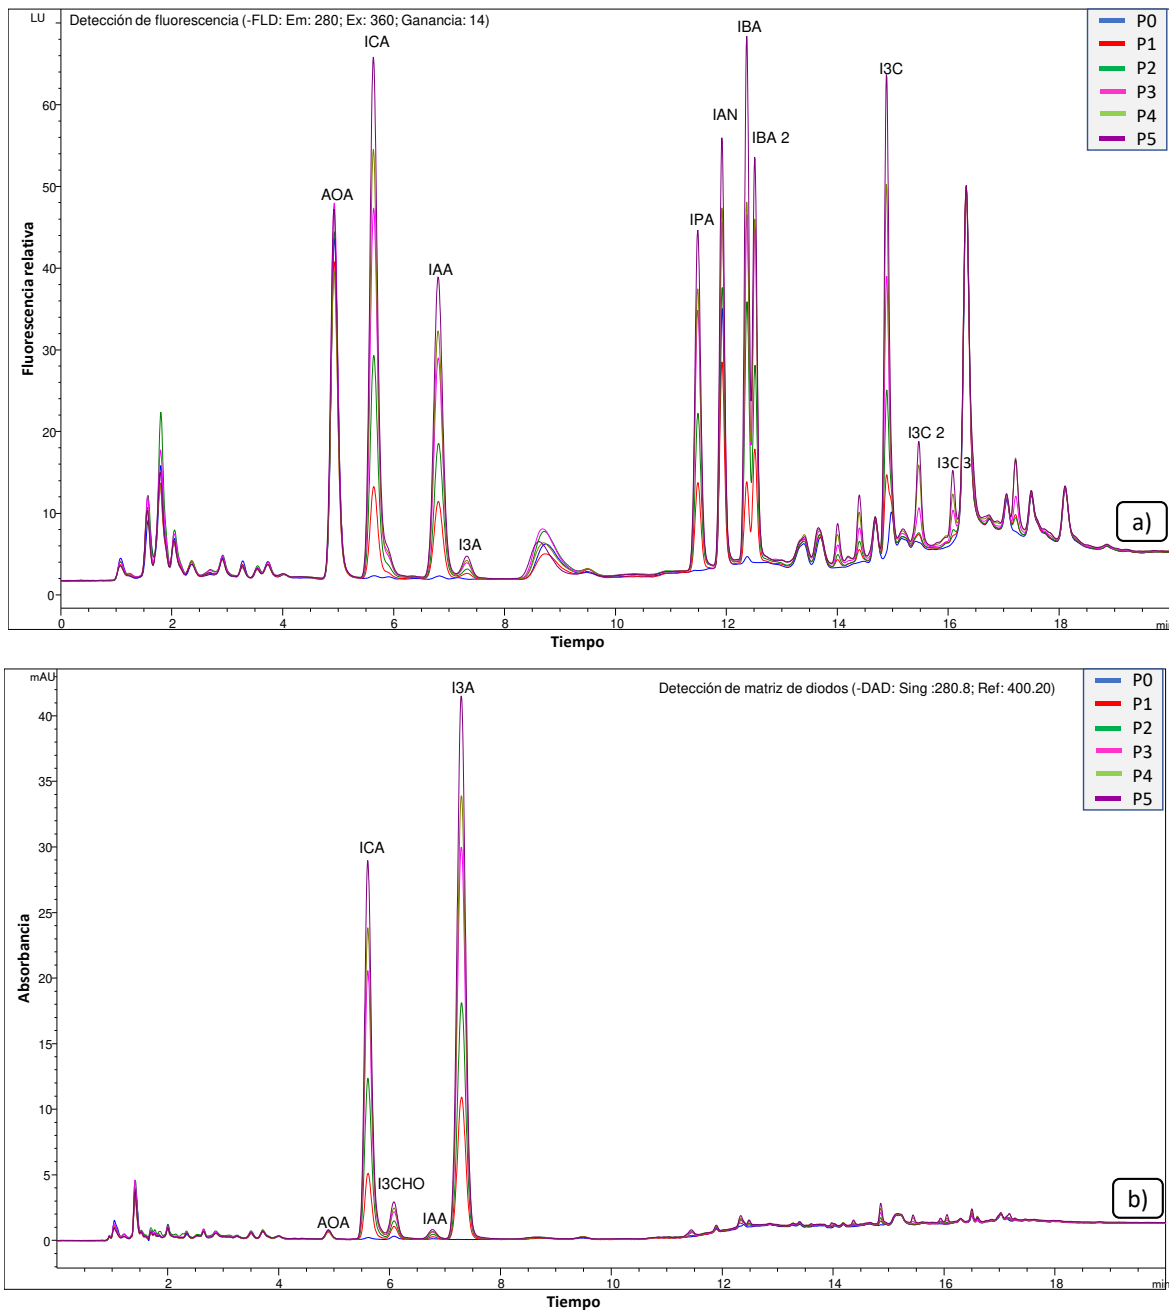 LU
Detección de fluorescencia (-FLD: Em: 280; Ex: 360; Ganancia: 14)
P0
P1
P2
P3
P4
P5
ICA
IBA
I3C
IAN
IBA 2
AOA
IPA
IAA
I3C 2
I3C 3
I3A
60
50
40
30
20
10
0
Fluorescencia relativa
a)
0 2 4 6 8 10 12 14 16 18 min
Tiempo
mAU
Detección de matriz de diodos (-DAD: Sing :280.8; Ref: 400.20)
P0
P1
P2
P3
P4
P5
I3A
ICA
I3CHO
IAA
AOA
40
35
30
25
20
15
10
5
0
Absorbancia
b)
2 4 6 8 10 12 14 16 18 min
Tiempo